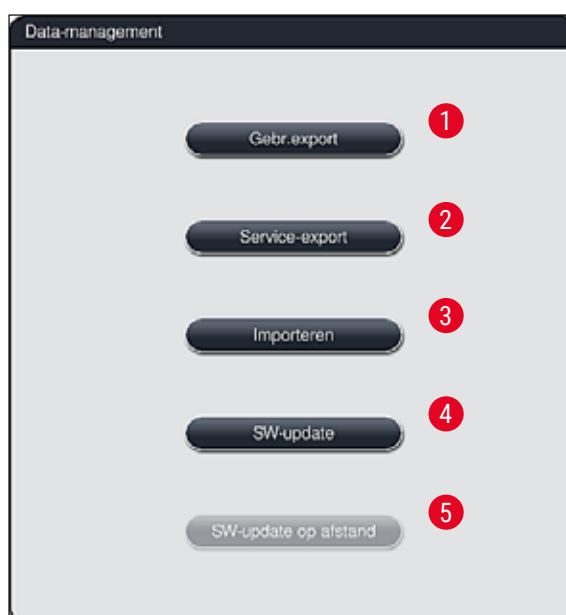 Data-management
Gebr.export
1
Service-export
2
Importeren
3
SW-update
4
SW-update op afstand
5